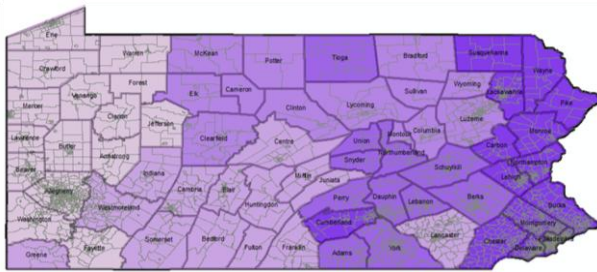 Erie
Crawford
Warren
McKean
Potter
Tioga
Bradford
Susquehanna
Wayne
Forest
Elk
Cameron
Sullivan
Wyoming
Lackawanna
Pike
Mercer
Venango
Clarion
Jefferson
Clearfield
Clinton
Lycoming
Luzerne
Monroe
Lawrence
Butler
Armstrong
Indiana
Centre
Union
Montour
Columbia
Carbon
Northampton
Beaver
Allegheny
Westmoreland
Cambria
Blair
Huntingdon
Mifflin
Juniata
Snyder
Northumberland
Schuylkill
Lehigh
Washington
Fayette
Greene
Somerset
Bedford
Fulton
Franklin
Perry
Cumberland
Adams
Dauphin
York
Lebanon
Lancaster
Berks
Chester
Bucks
Montgomery
Delaware